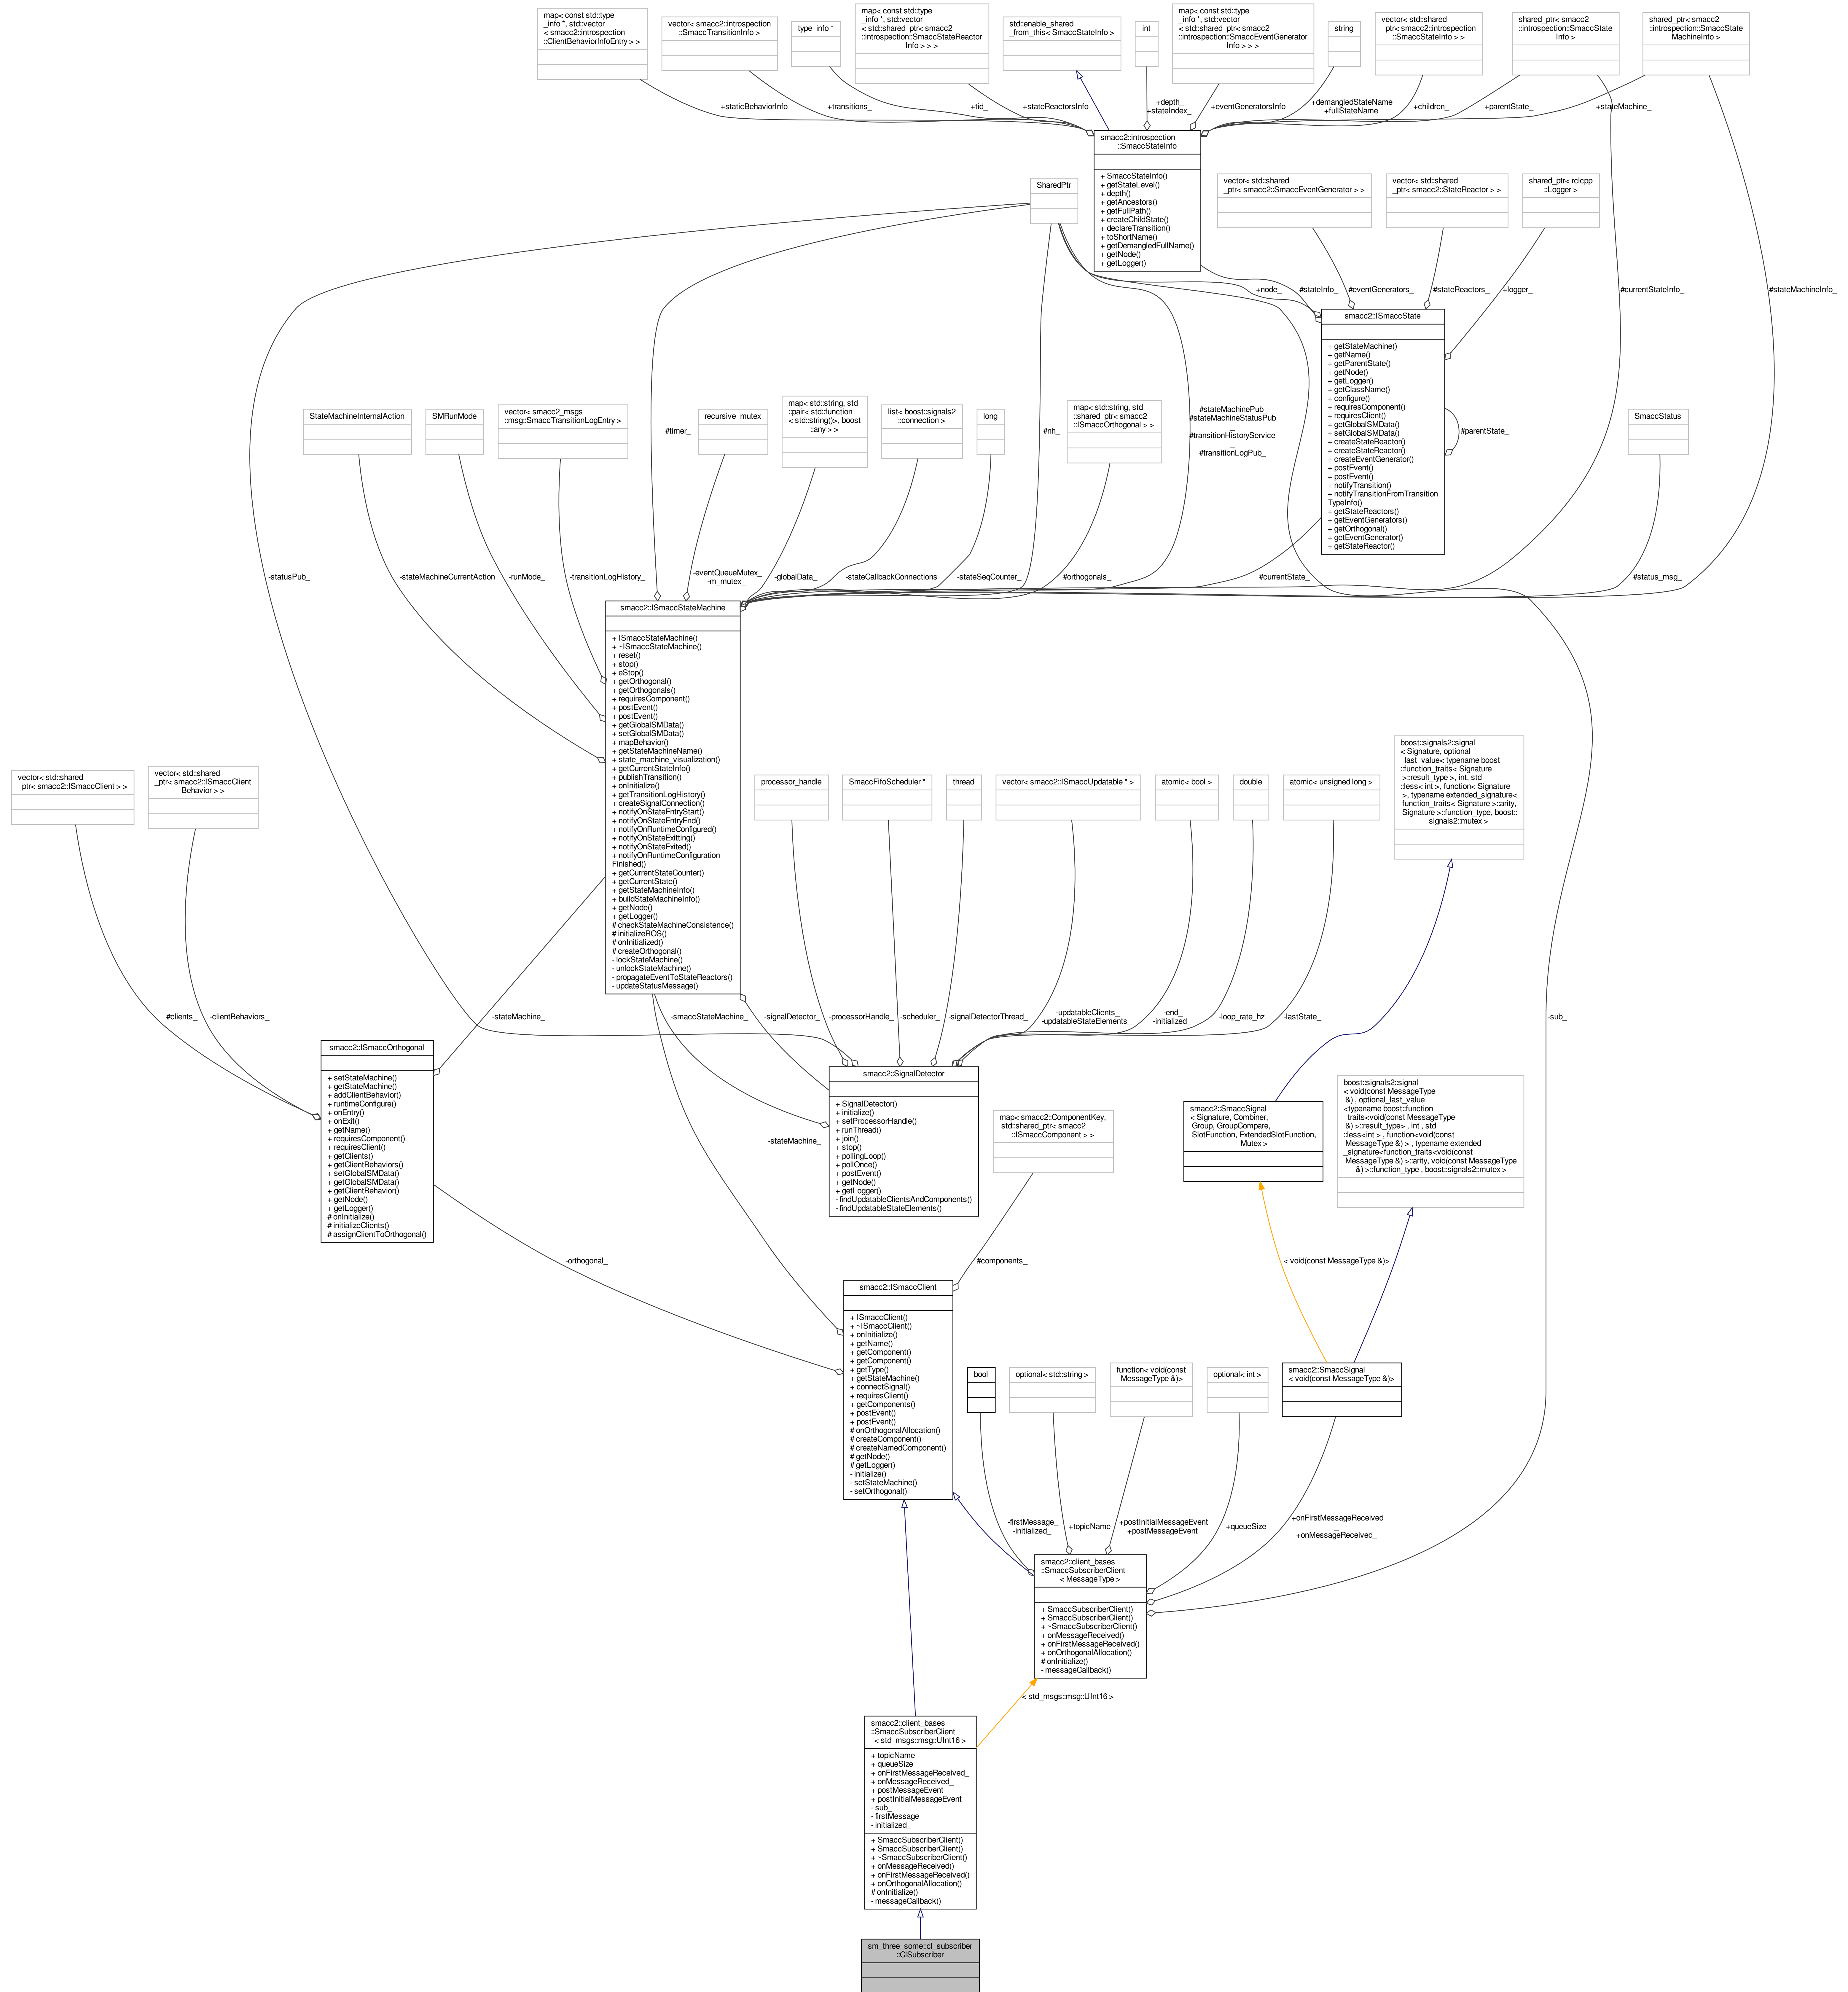 map< const std::type
_info *, std::vector
< smacc2::introspection
::ClientBehaviorInfoEntry > >
vector< smacc2::introspection
::SmaccTransitionInfo >
type_info *
map< const std::type
_info *, std::vector
< std::shared_ptr< smacc2
::introspection::SmaccStateReactor
Info > > >
std::enable_shared
_from_this< SmaccStateInfo >
int
map< const std::type
_info *, std::vector
< std::shared_ptr< smacc2
::introspection::SmaccEventGenerator
Info > > >
string
vector< std::shared
_ptr< smacc2::introspection
::SmaccStateInfo > >
shared_ptr< smacc2
::introspection::SmaccState
Info >
shared_ptr< smacc2
::introspection::SmaccState
MachineInfo >
+staticBehaviorInfo
+transitions_
+tid_
+stateReactorsInfo
+depth_
+stateIndex_
+eventGeneratorsInfo
+demangledStateName
+fullStateName
+children_
+parentState_
+stateMachine_
smacc2::introspection
::SmaccStateInfo
+ SmaccStateInfo()
+ getStateLevel()
+ depth()
+ getAncestors()
+ getFullPath()
+ createChildState()
+ declareTransition()
+ toShortName()
+ getDemangledFullName()
+ getNode()
+ getLogger()
SharedPtr
vector< std::shared
_ptr< smacc2::SmaccEventGenerator > >
vector< std::shared
_ptr< smacc2::StateReactor > >
shared_ptr< rclcpp
::Logger >
+node_
#stateInfo_
#eventGenerators_
#stateReactors_
+logger_
#currentStateInfo_
#stateMachineInfo_
smacc2::ISmaccState
+ getStateMachine()
+ getName()
+ getParentState()
+ getNode()
+ getLogger()
+ getClassName()
+ configure()
+ requiresComponent()
+ requiresClient()
+ getGlobalSMData()
+ setGlobalSMData()
+ createStateReactor()
+ createStateReactor()
+ createEventGenerator()
+ postEvent()
+ postEvent()
+ notifyTransition()
+ notifyTransitionFromTransition
TypeInfo()
+ getStateReactors()
+ getEventGenerators()
+ getOrthogonal()
+ getEventGenerator()
+ getStateReactor()
#parentState_
StateMachineInternalAction
SMRunMode
vector< smacc2_msgs
::msg::SmaccTransitionLogEntry >
#timer_
recursive_mutex
map< std::string, std
::pair< std::function
< std::string()>, boost
::any > >
list< boost::signals2
::connection >
long
#nh_
map< std::string, std
::shared_ptr< smacc2
::ISmaccOrthogonal > >
#stateMachinePub_
#stateMachineStatusPub
_
#transitionHistoryService
_
#transitionLogPub_
SmaccStatus
-statusPub_
-stateMachineCurrentAction
-runMode_
-transitionLogHistory_
-eventQueueMutex_
-m_mutex_
-globalData_
-stateCallbackConnections
-stateSeqCounter_
#orthogonals_
#currentState_
#status_msg_
smacc2::ISmaccStateMachine
+ ISmaccStateMachine()
+ ~ISmaccStateMachine()
+ reset()
+ stop()
+ eStop()
+ getOrthogonal()
+ getOrthogonals()
+ requiresComponent()
+ postEvent()
+ postEvent()
+ getGlobalSMData()
+ setGlobalSMData()
+ mapBehavior()
+ getStateMachineName()
+ state_machine_visualization()
+ getCurrentStateInfo()
+ publishTransition()
+ onInitialize()
+ getTransitionLogHistory()
+ createSignalConnection()
+ notifyOnStateEntryStart()
+ notifyOnStateEntryEnd()
+ notifyOnRuntimeConfigured()
+ notifyOnStateExitting()
+ notifyOnStateExited()
+ notifyOnRuntimeConfiguration
Finished()
+ getCurrentStateCounter()
+ getCurrentState()
+ getStateMachineInfo()
+ buildStateMachineInfo()
+ getNode()
+ getLogger()
# checkStateMachineConsistence()
# initializeROS()
# onInitialized()
# createOrthogonal()
- lockStateMachine()
- unlockStateMachine()
- propagateEventToStateReactors()
- updateStatusMessage()
vector< std::shared
_ptr< smacc2::ISmaccClient > >
vector< std::shared
_ptr< smacc2::ISmaccClient
Behavior > >
processor_handle
SmaccFifoScheduler *
thread
vector< smacc2::ISmaccUpdatable * >
atomic< bool >
double
atomic< unsigned long >
boost::signals2::signal
< Signature, optional
_last_value< typename boost
::function_traits< Signature
>::result_type >, int, std
::less< int >, function< Signature
>, typename extended_signature<
function_traits< Signature >::arity,
Signature >::function_type, boost::
signals2::mutex >
#clients_
-clientBehaviors_
-stateMachine_
-smaccStateMachine_
-signalDetector_
-processorHandle_
-scheduler_
-signalDetectorThread_
-updatableClients_
-updatableStateElements_
-end_
-initialized_
-loop_rate_hz
-lastState_
-sub_
smacc2::ISmaccOrthogonal
+ setStateMachine()
+ getStateMachine()
+ addClientBehavior()
+ runtimeConfigure()
+ onEntry()
+ onExit()
+ getName()
+ requiresComponent()
+ requiresClient()
+ getClients()
+ getClientBehaviors()
+ setGlobalSMData()
+ getGlobalSMData()
+ getClientBehavior()
+ getNode()
+ getLogger()
# onInitialize()
# initializeClients()
# assignClientToOrthogonal()
smacc2::SignalDetector
+ SignalDetector()
+ initialize()
+ setProcessorHandle()
+ runThread()
+ join()
+ stop()
+ pollingLoop()
+ pollOnce()
+ postEvent()
+ getNode()
+ getLogger()
- findUpdatableClientsAndComponents()
- findUpdatableStateElements()
-stateMachine_
map< smacc2::ComponentKey,
std::shared_ptr< smacc2
::ISmaccComponent > >
smacc2::SmaccSignal
< Signature, Combiner,
Group, GroupCompare,
SlotFunction, ExtendedSlotFunction,
Mutex >
boost::signals2::signal
< void(const MessageType
&) , optional_last_value
<typename boost::function
_traits<void(const MessageType
&) >::result_type> , int , std
::less<int > , function<void(const
MessageType &) > , typename extended
_signature<function_traits<void(const
MessageType &) >::arity, void(const MessageType
&) >::function_type , boost::signals2::mutex >
-orthogonal_
#components_
< void(const MessageType &)>
smacc2::ISmaccClient
+ ISmaccClient()
+ ~ISmaccClient()
+ onInitialize()
+ getName()
+ getComponent()
+ getComponent()
+ getType()
+ getStateMachine()
+ connectSignal()
+ requiresClient()
+ getComponents()
+ postEvent()
+ postEvent()
# onOrthogonalAllocation()
# createComponent()
# createNamedComponent()
# getNode()
# getLogger()
- initialize()
- setStateMachine()
- setOrthogonal()
bool
optional< std::string >
function< void(const
MessageType &)>
optional< int >
smacc2::SmaccSignal
< void(const MessageType &)>
-firstMessage_
-initialized_
+topicName
+postInitialMessageEvent
+postMessageEvent
+queueSize
+onFirstMessageReceived
_
+onMessageReceived_
smacc2::client_bases
::SmaccSubscriberClient
< MessageType >
+ SmaccSubscriberClient()
+ SmaccSubscriberClient()
+ ~SmaccSubscriberClient()
+ onMessageReceived()
+ onFirstMessageReceived()
+ onOrthogonalAllocation()
# onInitialize()
- messageCallback()
< std_msgs::msg::UInt16 >
smacc2::client_bases
::SmaccSubscriberClient
< std_msgs::msg::UInt16 >
+ topicName
+ queueSize
+ onFirstMessageReceived_
+ onMessageReceived_
+ postMessageEvent
+ postInitialMessageEvent
- sub_
- firstMessage_
- initialized_
+ SmaccSubscriberClient()
+ SmaccSubscriberClient()
+ ~SmaccSubscriberClient()
+ onMessageReceived()
+ onFirstMessageReceived()
+ onOrthogonalAllocation()
# onInitialize()
- messageCallback()
sm_three_some::cl_subscriber
::ClSubscriber